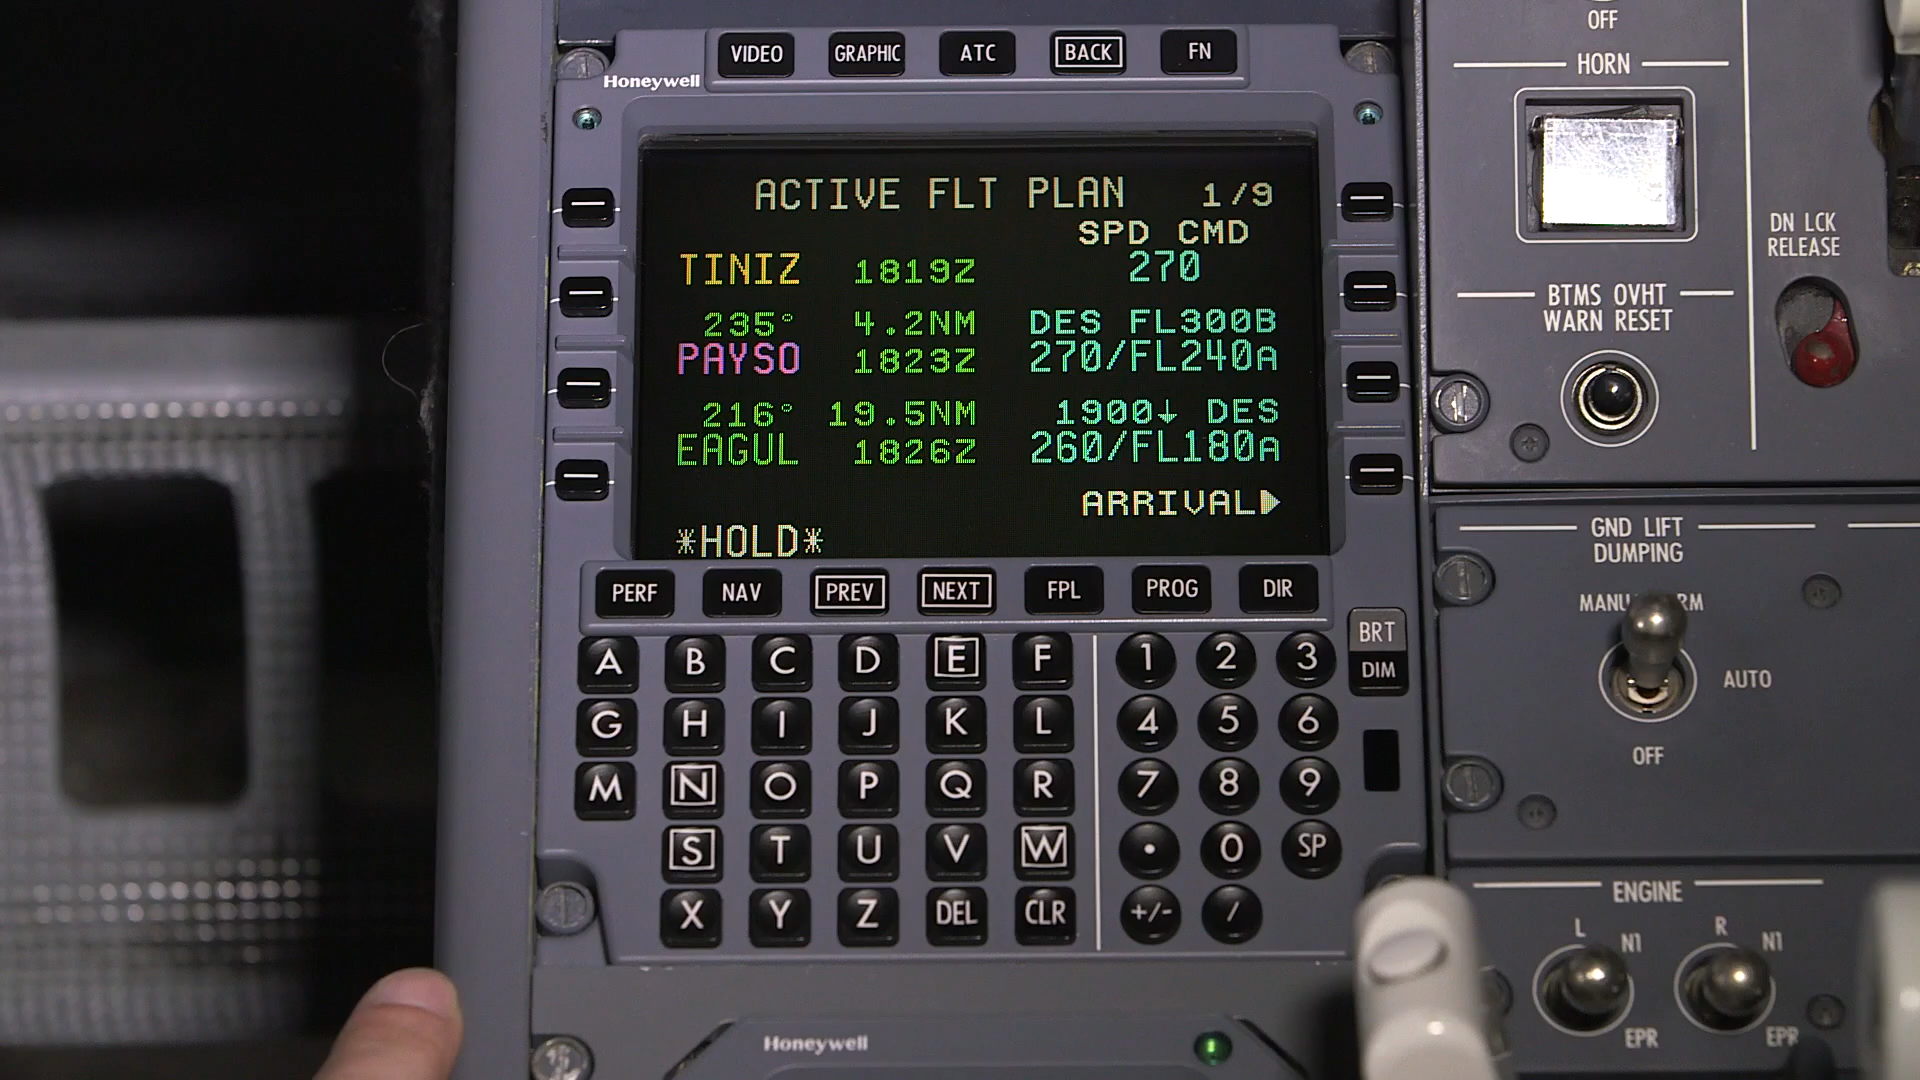 VIDEO GRAPHIC ATC BACK FN
Honeywell
ACTIVE FLT PLAN 1/9
SPD CMD
TINIZ 1819Z 270
235° 4.2NM DES FL300B
PAYSO 1823Z 270/FL240A
216° 19.5NM 1900↓ DES
EAGUL 1826Z 260/FL180A
ARRIVAL▶
*HOLD*
PERF NAV PREV NEXT FPL PROG DIR
BRT
DIM
A B C D E F 1 2 3
G H I J K L 4 5 6
M N O P Q R 7 8 9
S T U V W • 0 SP
X Y Z DEL CLR +/- /
Honeywell
OFF
HORN
DN LCK
RELEASE
BTMS OVHT
WARN RESET
GND LIFT
DUMPING
AUTO
OFF
ENGINE
L N1 R N1
EPR EPR